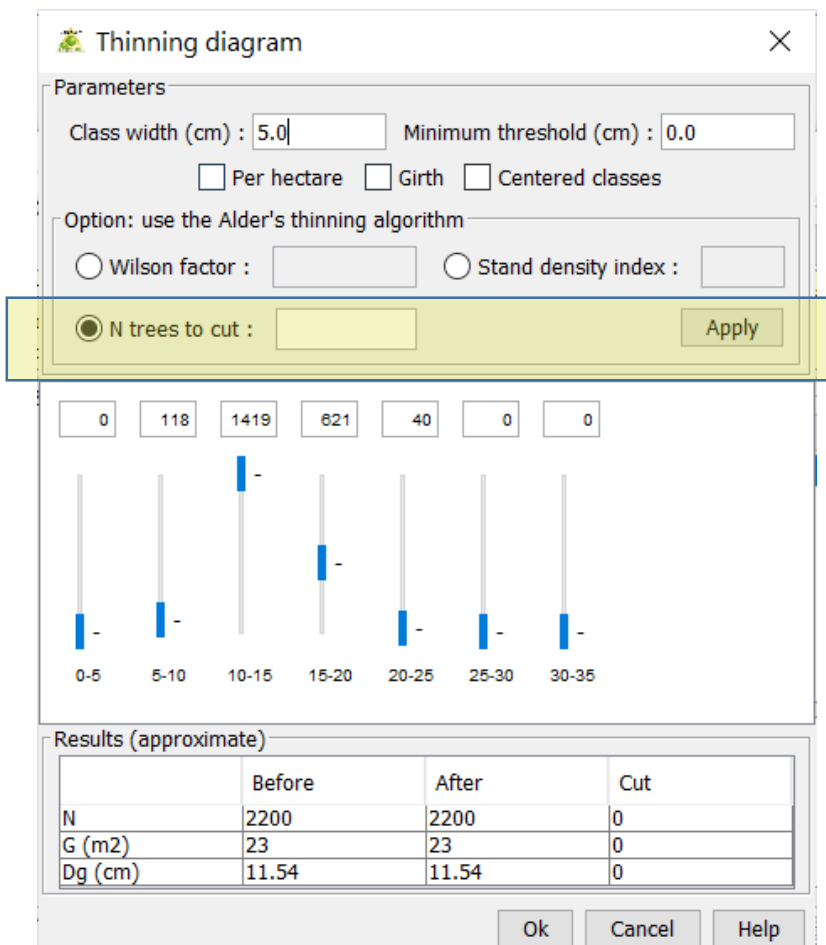 Thinning diagram
Parameters
Class width (cm) : 5.0 Minimum threshold (cm) : 0.0
Per hectare Girth Centered classes
Option: use the Alder's thinning algorithm
Wilson factor : Stand density index :
N trees to cut : Apply
0 118 1419 621 40 0 0
- - - - - - -
0-5 5-10 10-15 15-20 20-25 25-30 30-35
Results (approximate)
Before After Cut
N 2200 2200 0
G (m2) 23 23 0
Dg (cm) 11.54 11.54 0
Ok Cancel Help